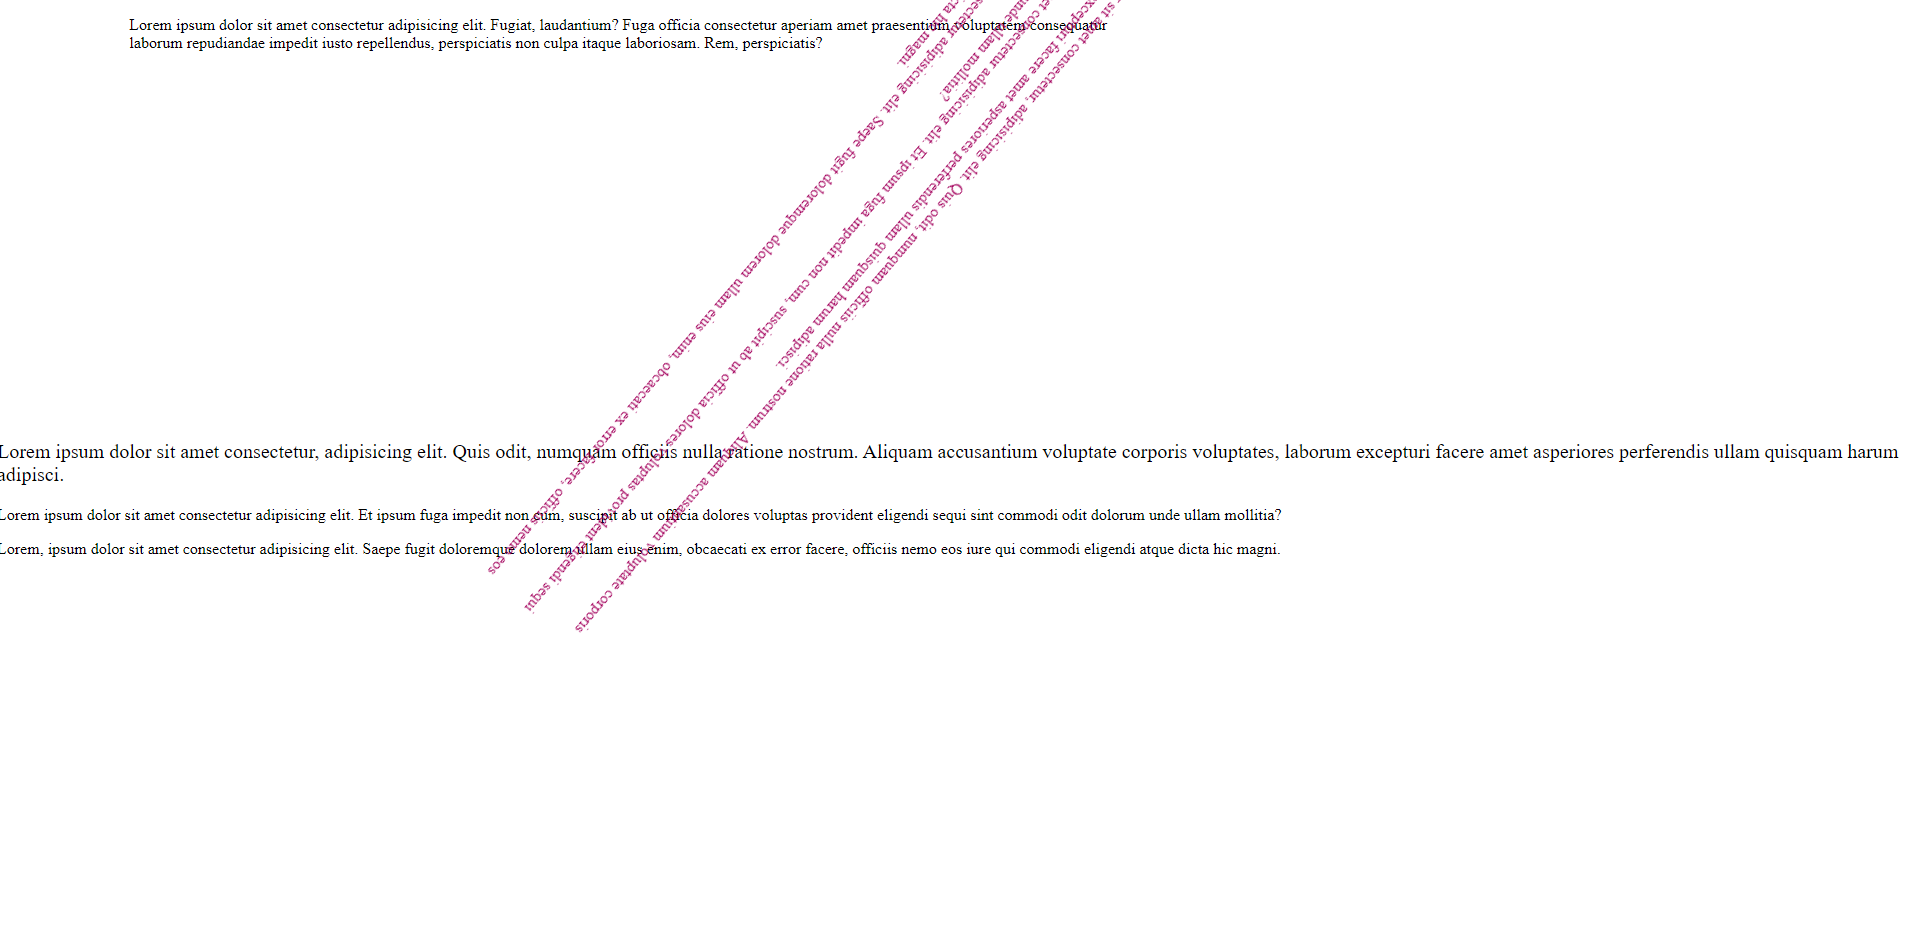 Lorem ipsum dolor sit amet consectetur adipisicing elit. Fugiat, laudantium? Fuga officia consectetur aperiam amet praesentium, voluptatem consequatur
laborum repudiandae impedit iusto repellendus, perspiciatis non culpa itaque laboriosam. Rem, perspiciatis?
sit amet consectetur, adipisicing elit. Quis odit, numquam officiis nulla ratione nostrum. Aliquam accusantium voluptate corporis
excepturi facere amet asperiores perferendis ullam quisquam harum adipisci.
consectetur adipisicing elit. Et ipsum fuga impedit non cum, suscipit ab ut officia dolores voluptas provident eligendi sequi
ullam mollitia?
adipisicing elit. Saepe fugit doloremque dolorem ullam eius enim, obcaecati ex error facere, officiis nemo eos
hic magni.
Lorem ipsum dolor sit amet consectetur, adipisicing elit. Quis odit, numquam officiis nulla ratione nostrum. Aliquam accusantium voluptate corporis voluptates, laborum excepturi facere amet asperiores perferendis ullam quisquam harum
adipisci.
Lorem ipsum dolor sit amet consectetur adipisicing elit. Et ipsum fuga impedit non cum, suscipit ab ut officia dolores voluptas provident eligendi sequi sint commodi odit dolorum unde ullam mollitia?
Lorem, ipsum dolor sit amet consectetur adipisicing elit. Saepe fugit doloremque dolorem ullam eius enim, obcaecati ex error facere, officiis nemo eos iure qui commodi eligendi atque dicta hic magni.